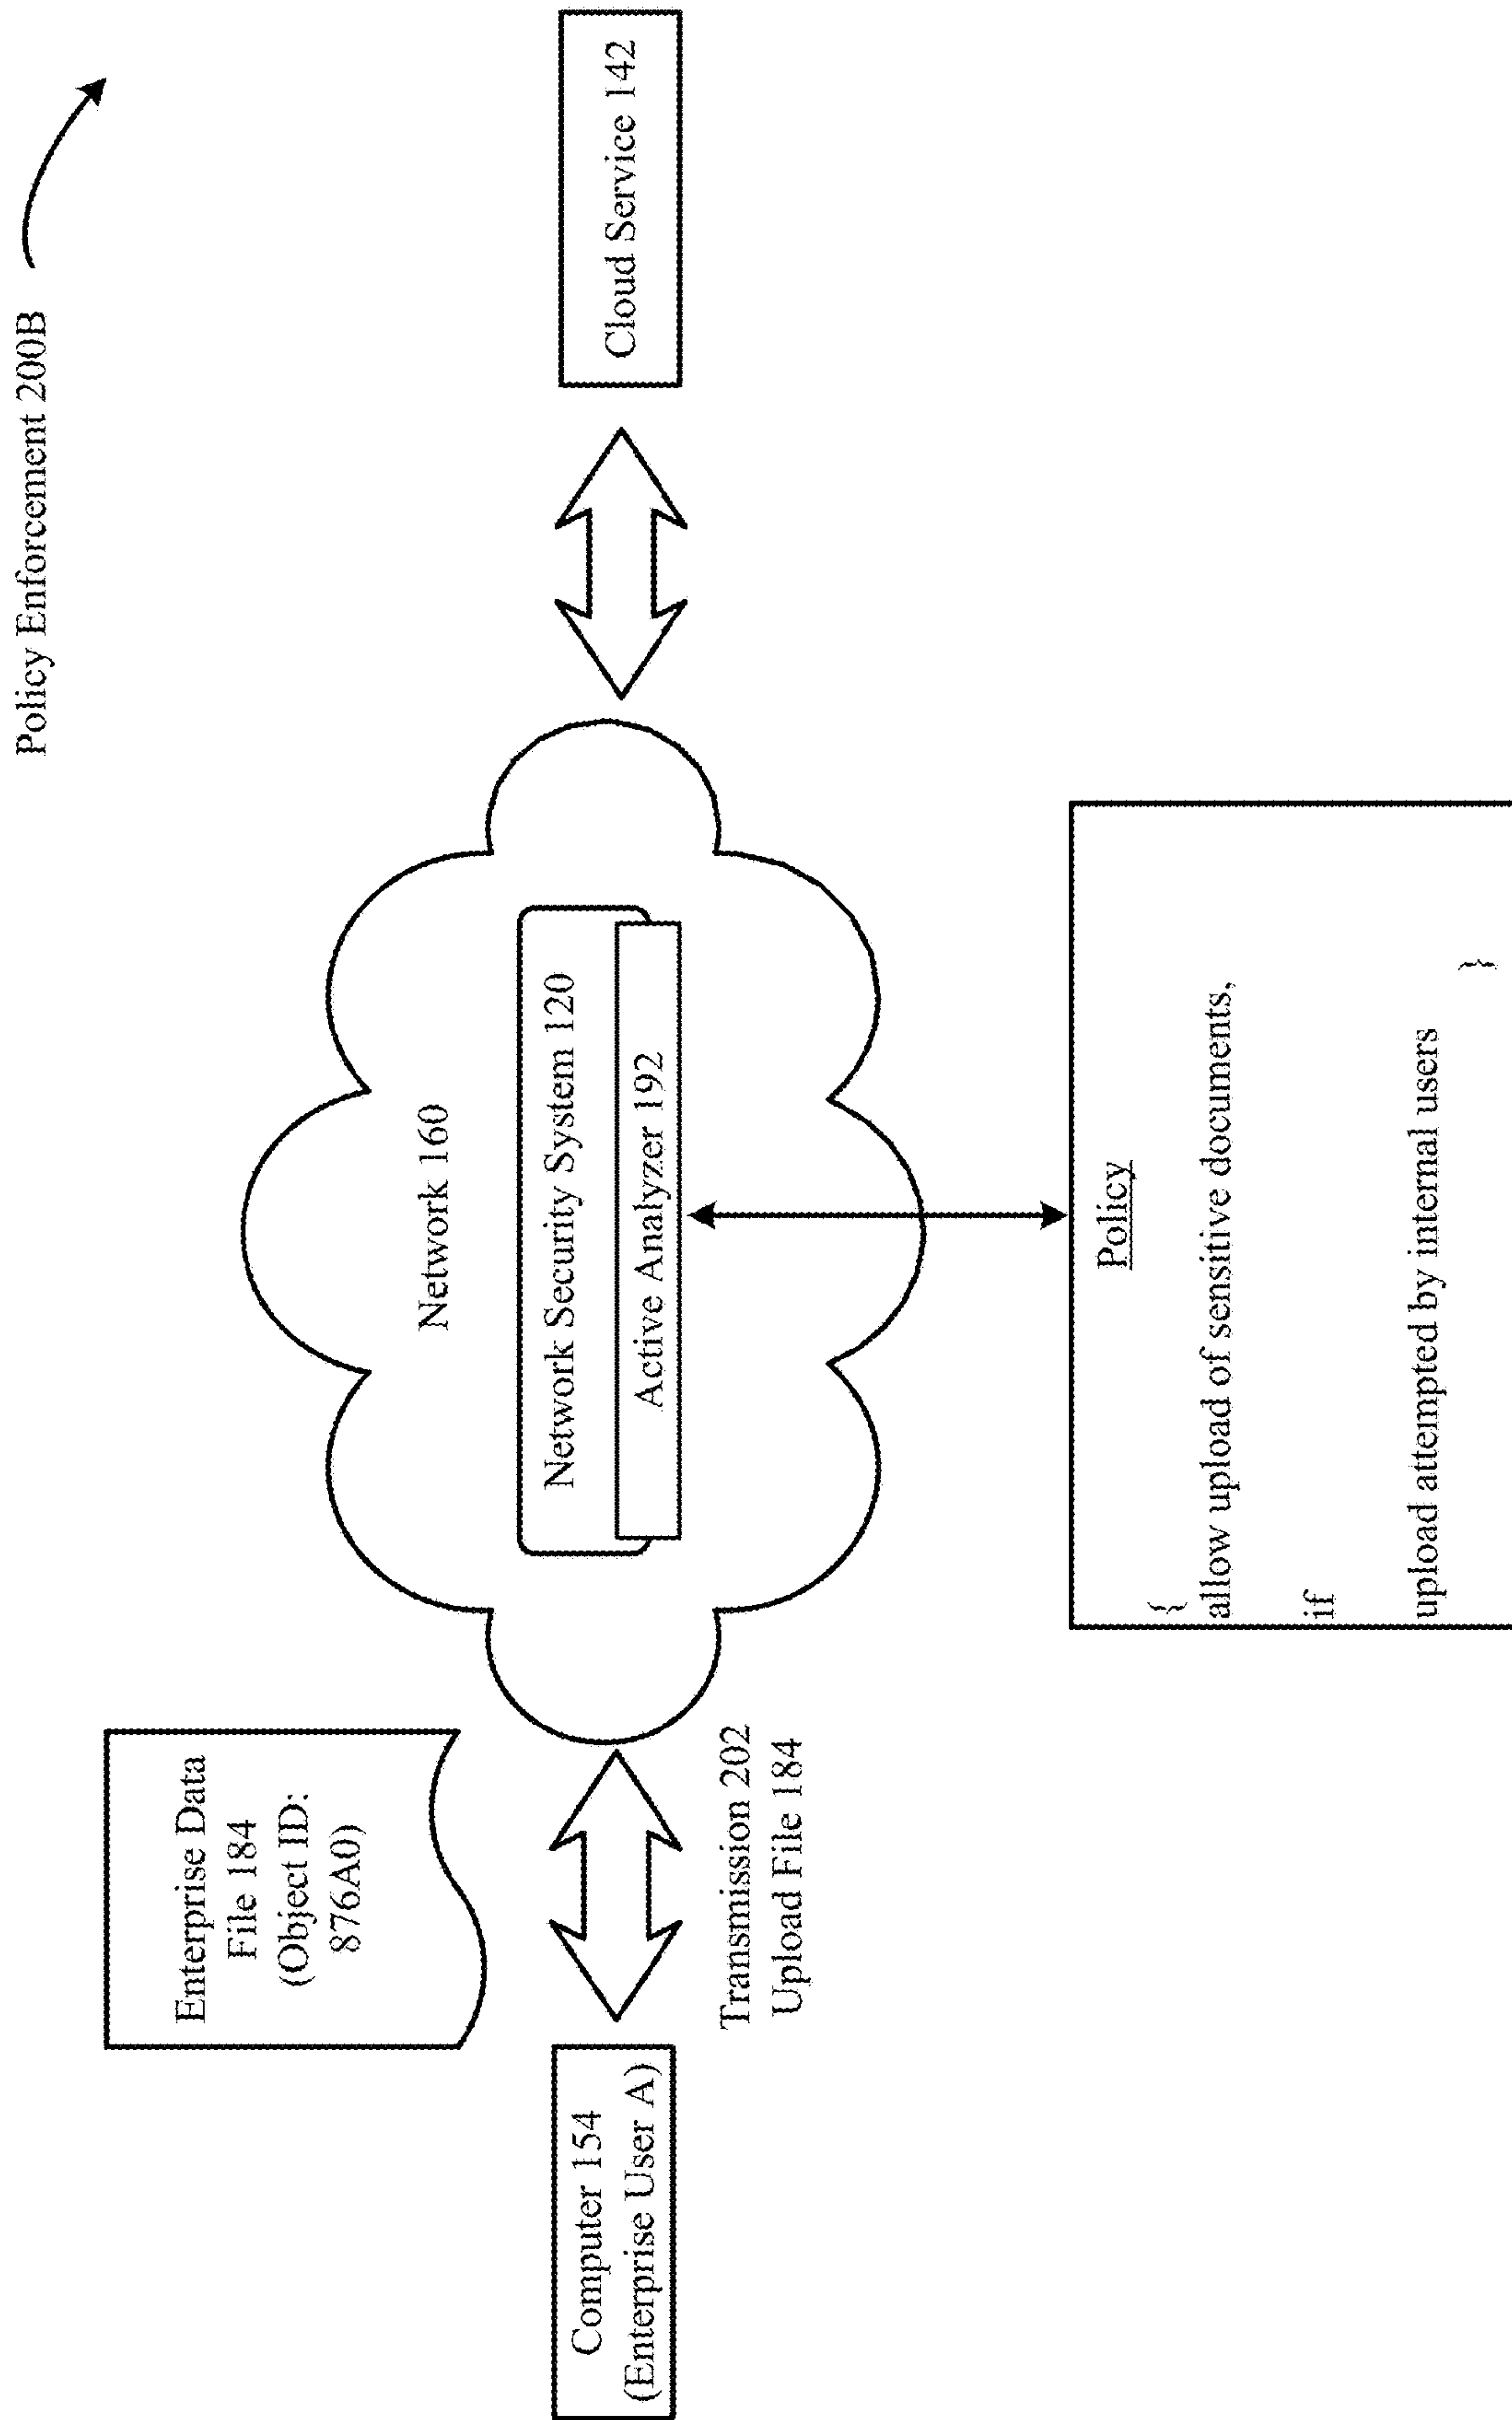 Policy Enforcement 200B
Enterprise Data
File 184
(Object ID:
876A0)
Computer 154
(Enterprise User A)
Transmission 202
Upload File 184
Network 160
Network Security System 120
Active Analyzer 192
Cloud Service 142
Policy
{
allow upload of sensitive documents,
if
upload attempted by internal users
}